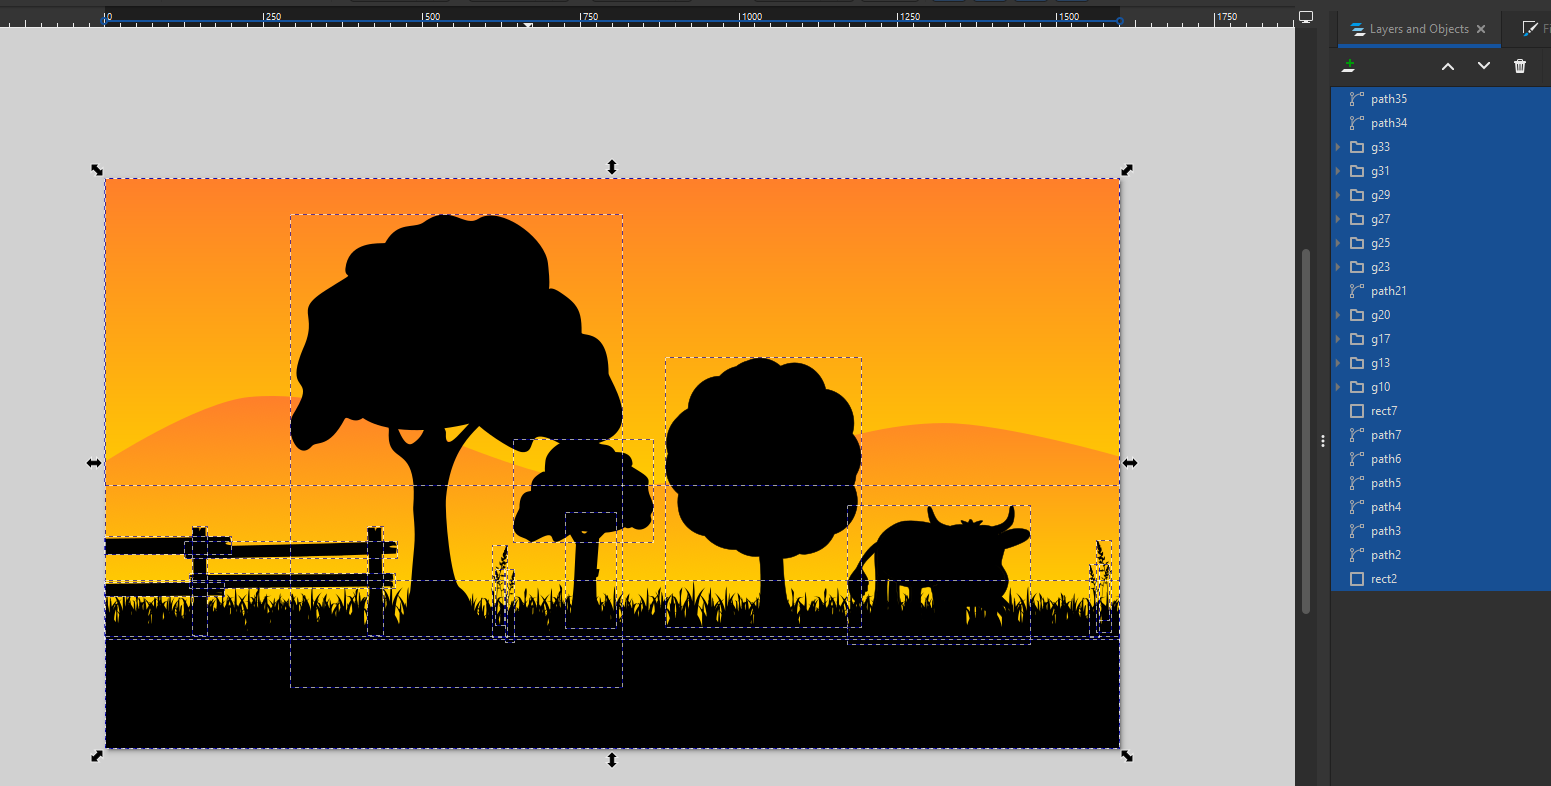 0 250 500 750 1000 1250 1500 1750
Layers and Objects
path35
path34
g33
g31
g29
g27
g25
g23
path21
g20
g17
g13
g10
rect7
path7
path6
path5
path4
path3
path2
rect2